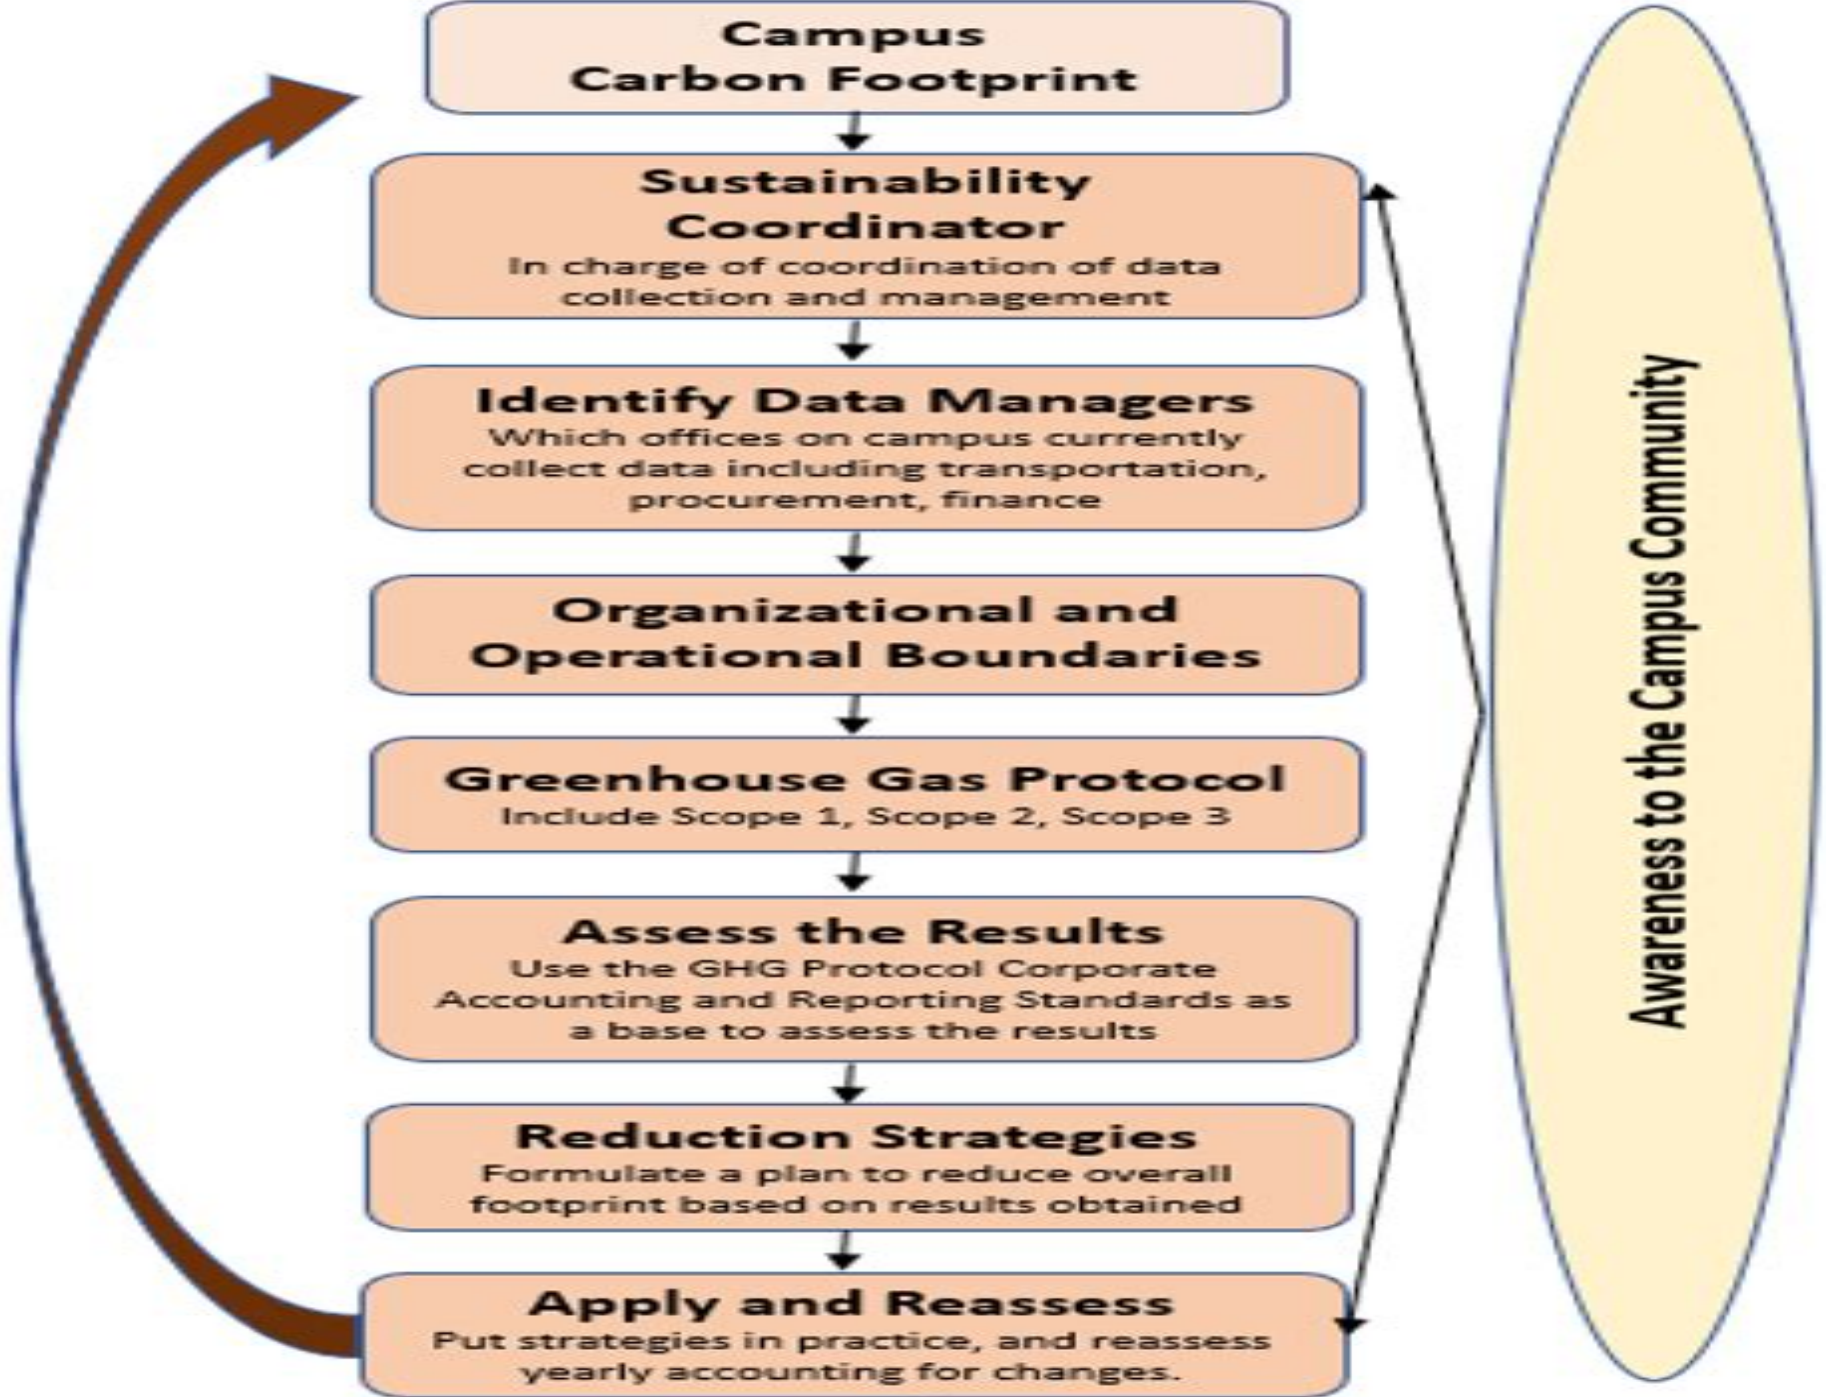 Campus
Carbon Footprint
Sustainability
Coordinator
In charge of coordination of data
collection and management
Identify Data Managers
Which offices on campus currently
collect data including transportation,
procurement, finance
Organizational and
Operational Boundaries
Greenhouse Gas Protocol
Include Scope 1, Scope 2, Scope 3
Assess the Results
Use the GHG Protocol Corporate
Accounting and Reporting Standards as
a base to assess the results
Reduction Strategies
Formulate a plan to reduce overall
footprint based on results obtained
Apply and Reassess
Put strategies in practice, and reassess
yearly accounting for changes.
Awareness to the Campus Community